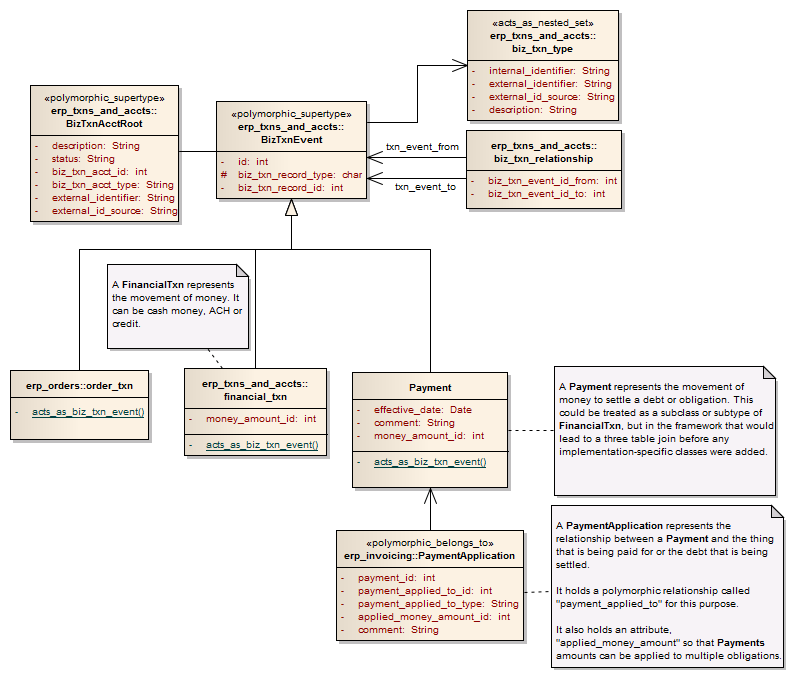 «acts_as_nested_set»
erp_txns_and_accts::
biz_txn_type
- internal_identifier: String
- external_identifier: String
- external_id_source: String
- description: String
«polymorphic_supertype»
erp_txns_and_accts::
BizTxnAcctRoot
- description: String
- status: String
- biz_txn_acct_id: int
- biz_txn_acct_type: String
- external_identifier: String
- external_id_source: String
«polymorphic_supertype»
erp_txns_and_accts::
BizTxnEvent
- id: int
# biz_txn_record_type: char
- biz_txn_record_id: int
txn_event_from
txn_event_to
erp_txns_and_accts::
biz_txn_relationship
- biz_txn_event_id_from: int
- biz_txn_event_id_to: int
A FinancialTxn represents
the movement of money. It
can be cash money, ACH or
credit.
erp_orders::order_txn
- acts_as_biz_txn_event()
erp_txns_and_accts::
financial_txn
- money_amount_id: int
- acts_as_biz_txn_event()
Payment
- effective_date: Date
- comment: String
- money_amount_id: int
- acts_as_biz_txn_event()
A Payment represents the movement of
money to settle a debt or obligation. This
could be treated as a subclass or subtype of
FinancialTxn, but in the framework that would
lead to a three table join before any
implementation-specific classes were added.
«polymorphic_belongs_to»
erp_invoicing::PaymentApplication
- payment_id: int
- payment_applied_to_id: int
- payment_applied_to_type: String
- applied_money_amount_id: int
- comment: String
A PaymentApplication represents the
relationship between a Payment and the thing
that is being paid for or the debt that is being
settled.
It holds a polymorphic relationship called
"payment_applied_to" for this purpose.
It also holds an attribute,
"applied_money_amount" so that Payments
amounts can be applied to multiple obligations.